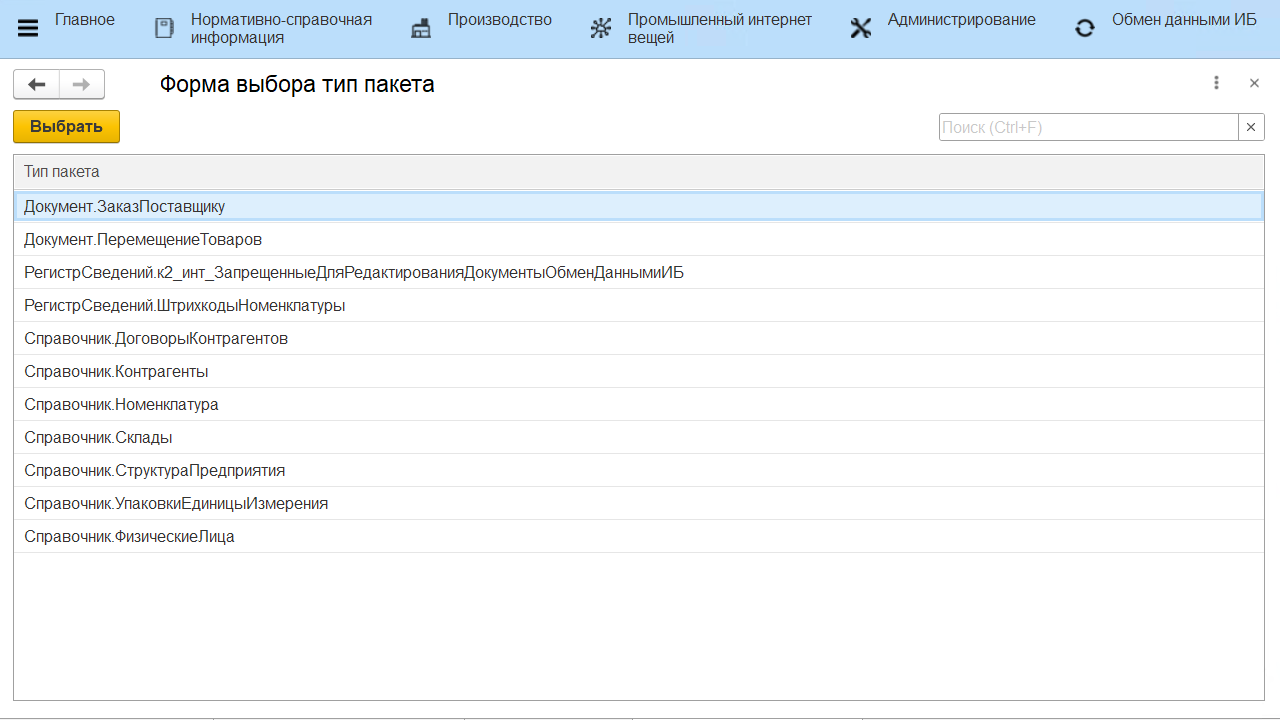 Главное
Нормативно-справочная
информация
Производство
Промышленный интернет
вещей
Администрирование
Обмен данными ИБ
Форма выбора тип пакета
Выбрать
Поиск (Ctrl+F)
Тип пакета
Документ.ЗаказПоставщику
Документ.ПеремещениеТоваров
РегистрСведений.к2_инт_ЗапрещенныеДляРедактированияДокументыОбменДаннымиИБ
РегистрСведений.ШтрихкодыНоменклатуры
Справочник.ДоговорыКонтрагентов
Справочник.Контрагенты
Справочник.Номенклатура
Справочник.Склады
Справочник.СтруктураПредприятия
Справочник.УпаковкиЕдиницыИзмерения
Справочник.ФизическиеЛица